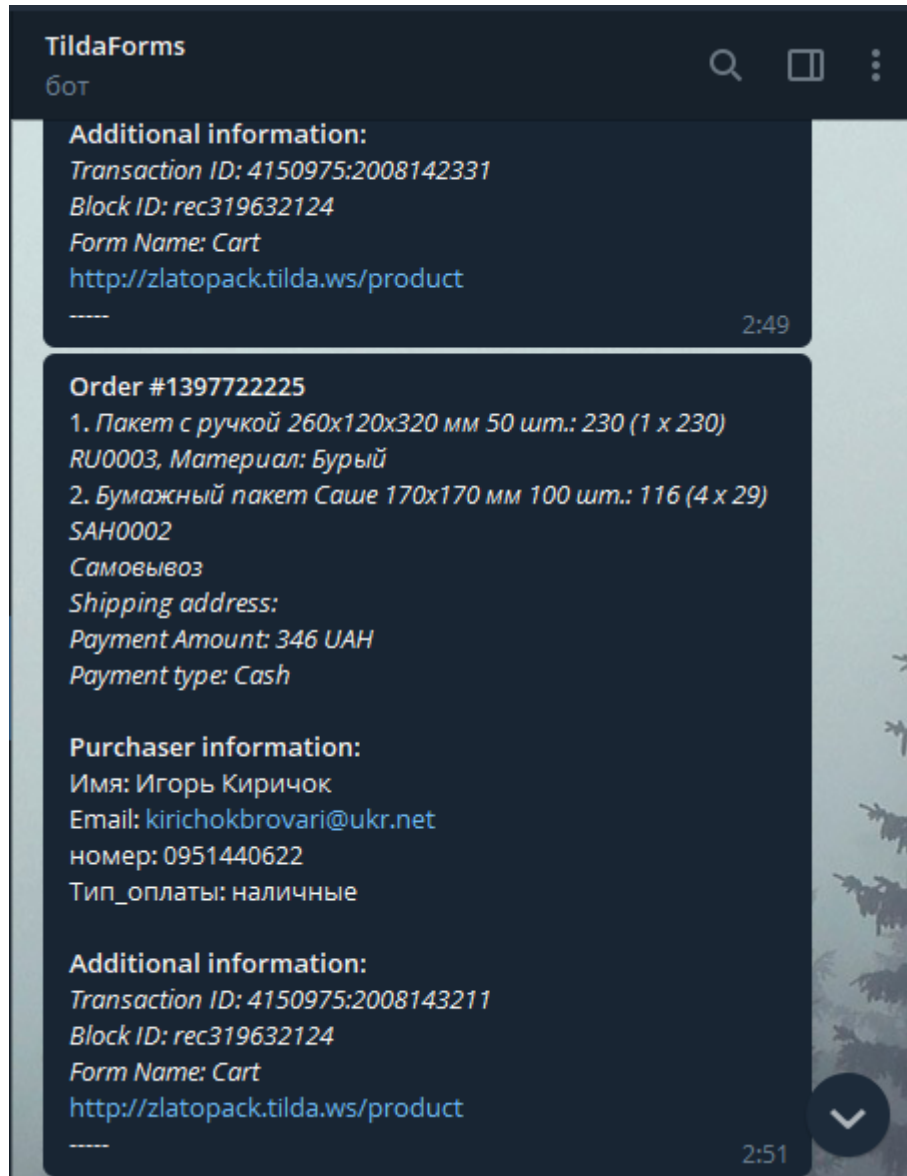 TildaForms
бот
Additional information:
Transaction ID: 4150975:2008142331
Block ID: rec319632124
Form Name: Cart
http://zlatopack.tilda.ws/product
-----
2:49
Order #1397722225
1. Пакет с ручкой 260х120х320 мм 50 шт.: 230 (1 x 230)
RU0003, Материал: Бурый
2. Бумажный пакет Саше 170х170 мм 100 шт.: 116 (4 x 29)
SAH0002
Самовывоз
Shipping address:
Payment Amount: 346 UAH
Payment type: Cash
Purchaser information:
Имя: Игорь Киричок
Email: kirichokbrovari@ukr.net
номер: 0951440622
Тип_оплаты: наличные
Additional information:
Transaction ID: 4150975:2008143211
Block ID: rec319632124
Form Name: Cart
http://zlatopack.tilda.ws/product
-----
2:51